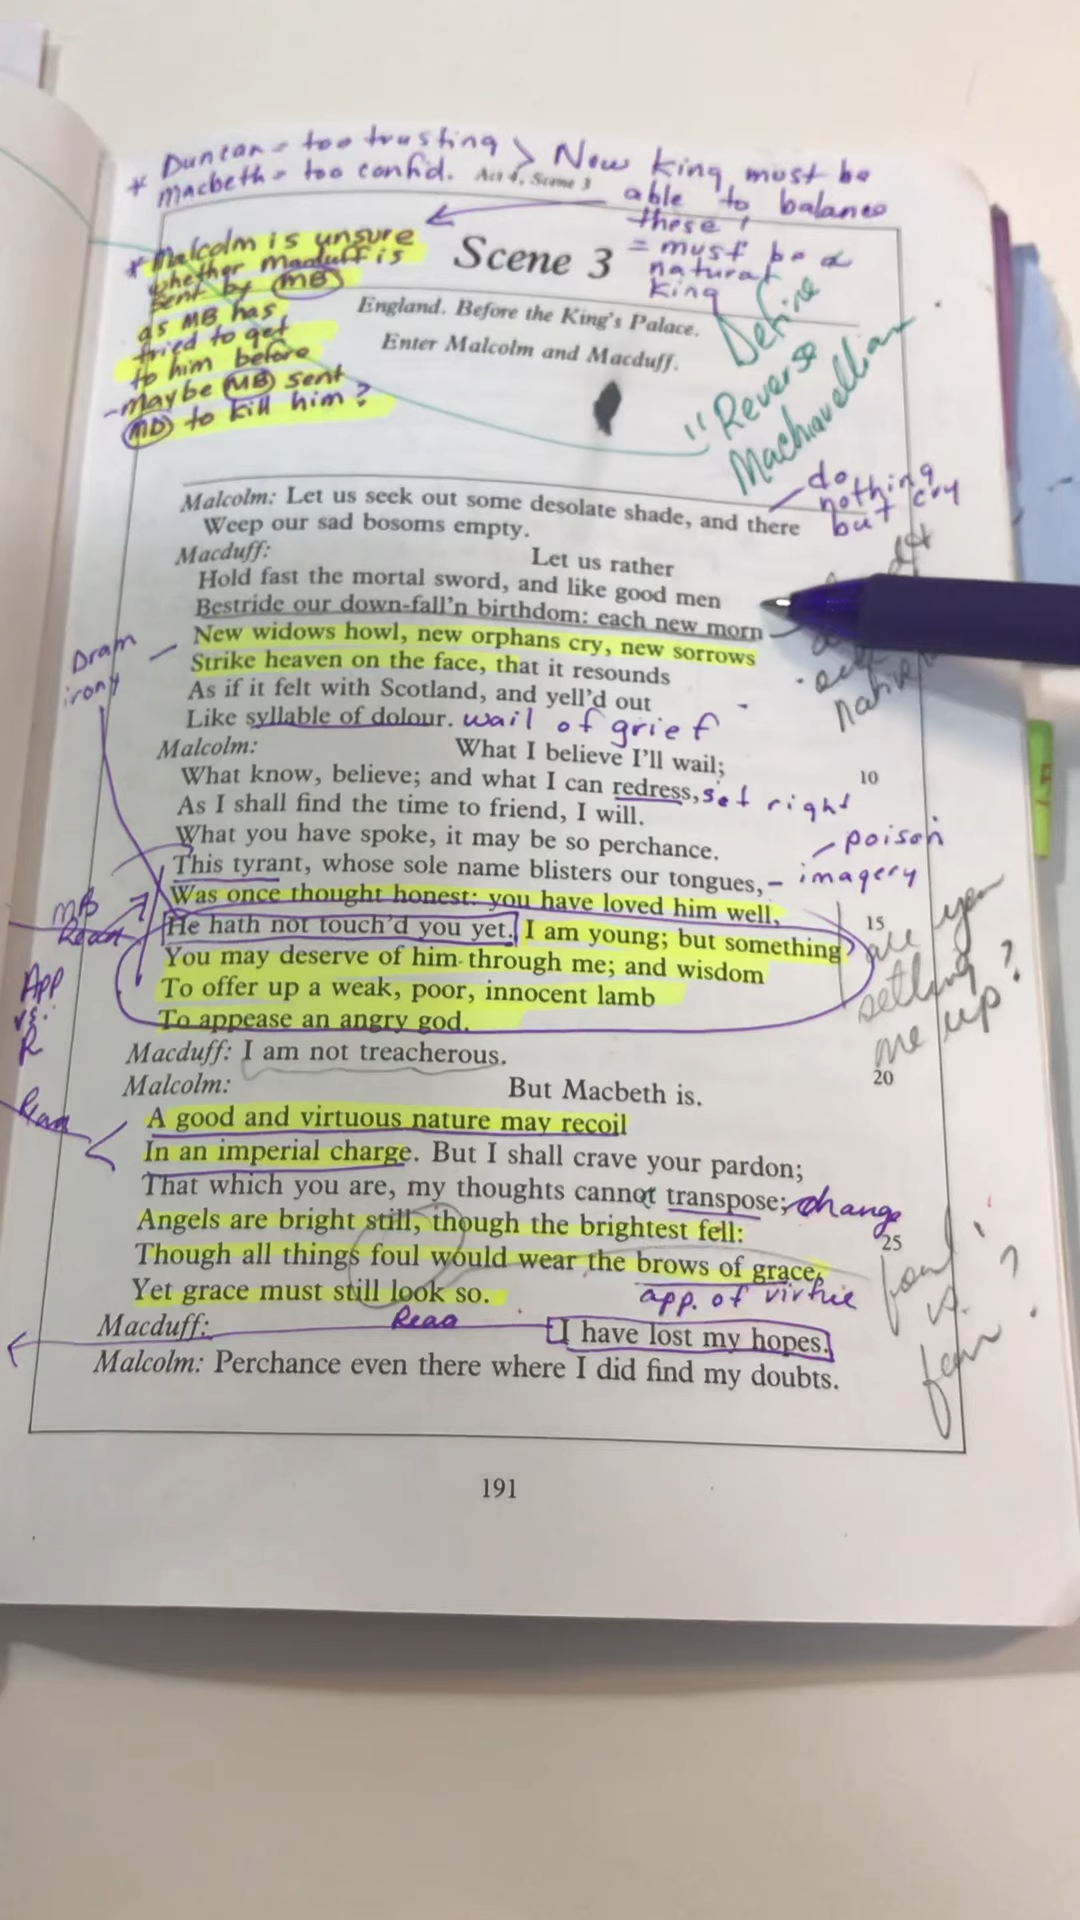 * Duncan = too trusting > Now king must be
* Macbeth = too confid. Act 4, Scene 3 able to balance
these!
= must be a
natural
king
* Malcolm is unsure
whether Macduff is
sent by MB
as MB has
tried to get
to him before
- maybe MB sent
MD to kill him?
Scene 3
England. Before the King's Palace.
Enter Malcolm and Macduff.
Define
"Reverse
Machiavellian
Malcolm: Let us seek out some desolate shade, and there
Weep our sad bosoms empty.
do
nothing
but cry
Macduff: Let us rather
Hold fast the mortal sword, and like good men
Bestride our down-fall'n birthdom: each new morn
New widows howl, new orphans cry, new sorrows
Strike heaven on the face, that it resounds
As if it felt with Scotland, and yell'd out
Like syllable of dolour. wail of grief
native
Dram
irony
Malcolm: What I believe I'll wail;
What know, believe; and what I can redress, set right 10
As I shall find the time to friend, I will.
What you have spoke, it may be so perchance.
This tyrant, whose sole name blisters our tongues, - poison
imagery
Was once thought honest: you have loved him well,
He hath not touch'd you yet. I am young; but something 15
You may deserve of him through me; and wisdom
To offer up a weak, poor, innocent lamb
To appease an angry god.
are you
setting
me up?
App
vs.
R
Macduff: I am not treacherous.
Malcolm: But Macbeth is. 20
A good and virtuous nature may recoil
In an imperial charge. But I shall crave your pardon;
That which you are, my thoughts cannot transpose; change
Angels are bright still, though the brightest fell:
Though all things foul would wear the brows of grace, 25
Yet grace must still look so. app. of virtue
foul
vs.
fair
?
Macduff: Read I have lost my hopes.
Malcolm: Perchance even there where I did find my doubts.
191